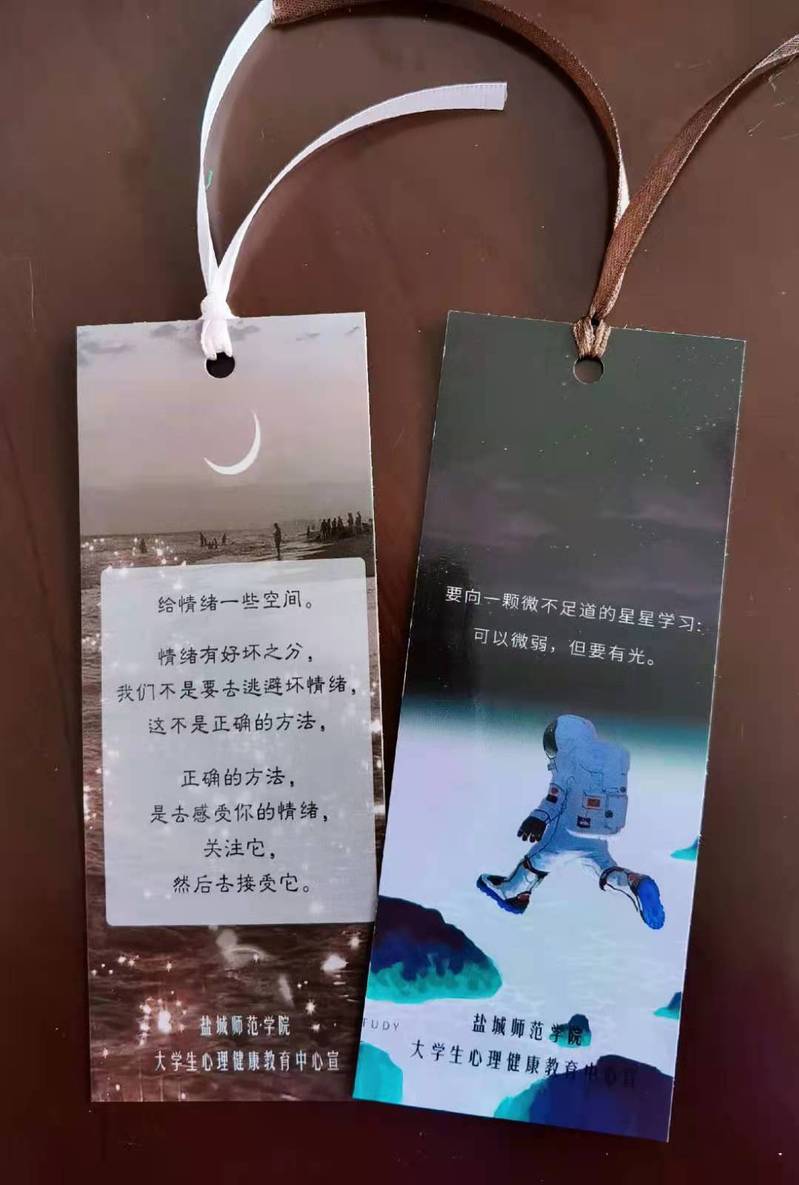 给情绪一些空间。
情绪有好坏之分，
我们不是要去逃避坏情绪，
这不是正确的方法，
正确的方法，
是去感受你的情绪，
关注它，
然后去接受它。
盐城师范学院
大学生心理健康教育中心宣
要向一颗微不足道的星星学习：
可以微弱，但要有光。
TUDY
盐城师范学院
大学生心理健康教育中心宣